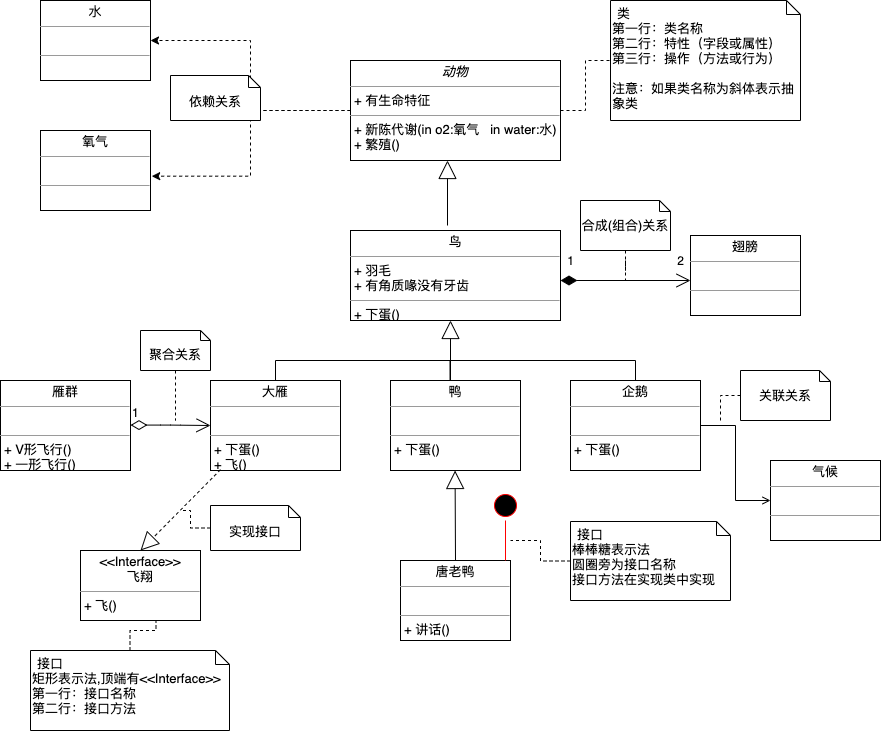 水
类
第一行：类名称
第二行：特性（字段或属性）
第三行：操作（方法或行为）
注意：如果类名称为斜体表示抽
象类
动物
+ 有生命特征
+ 新陈代谢(in o2:氧气 in water:水)
+ 繁殖()
依赖关系
氧气
鸟
+ 羽毛
+ 有角质喙没有牙齿
+ 下蛋()
合成(组合)关系
1
2
翅膀
聚合关系
雁群
+ V形飞行()
+ 一形飞行()
1
大雁
+ 下蛋()
+ 飞()
鸭
+ 下蛋()
企鹅
+ 下蛋()
关联关系
气候
实现接口
<<Interface>>
飞翔
+ 飞()
唐老鸭
+ 讲话()
接口
棒棒糖表示法
圆圈旁为接口名称
接口方法在实现类中实现
接口
矩形表示法,顶端有<<Interface>>
第一行：接口名称
第二行：接口方法